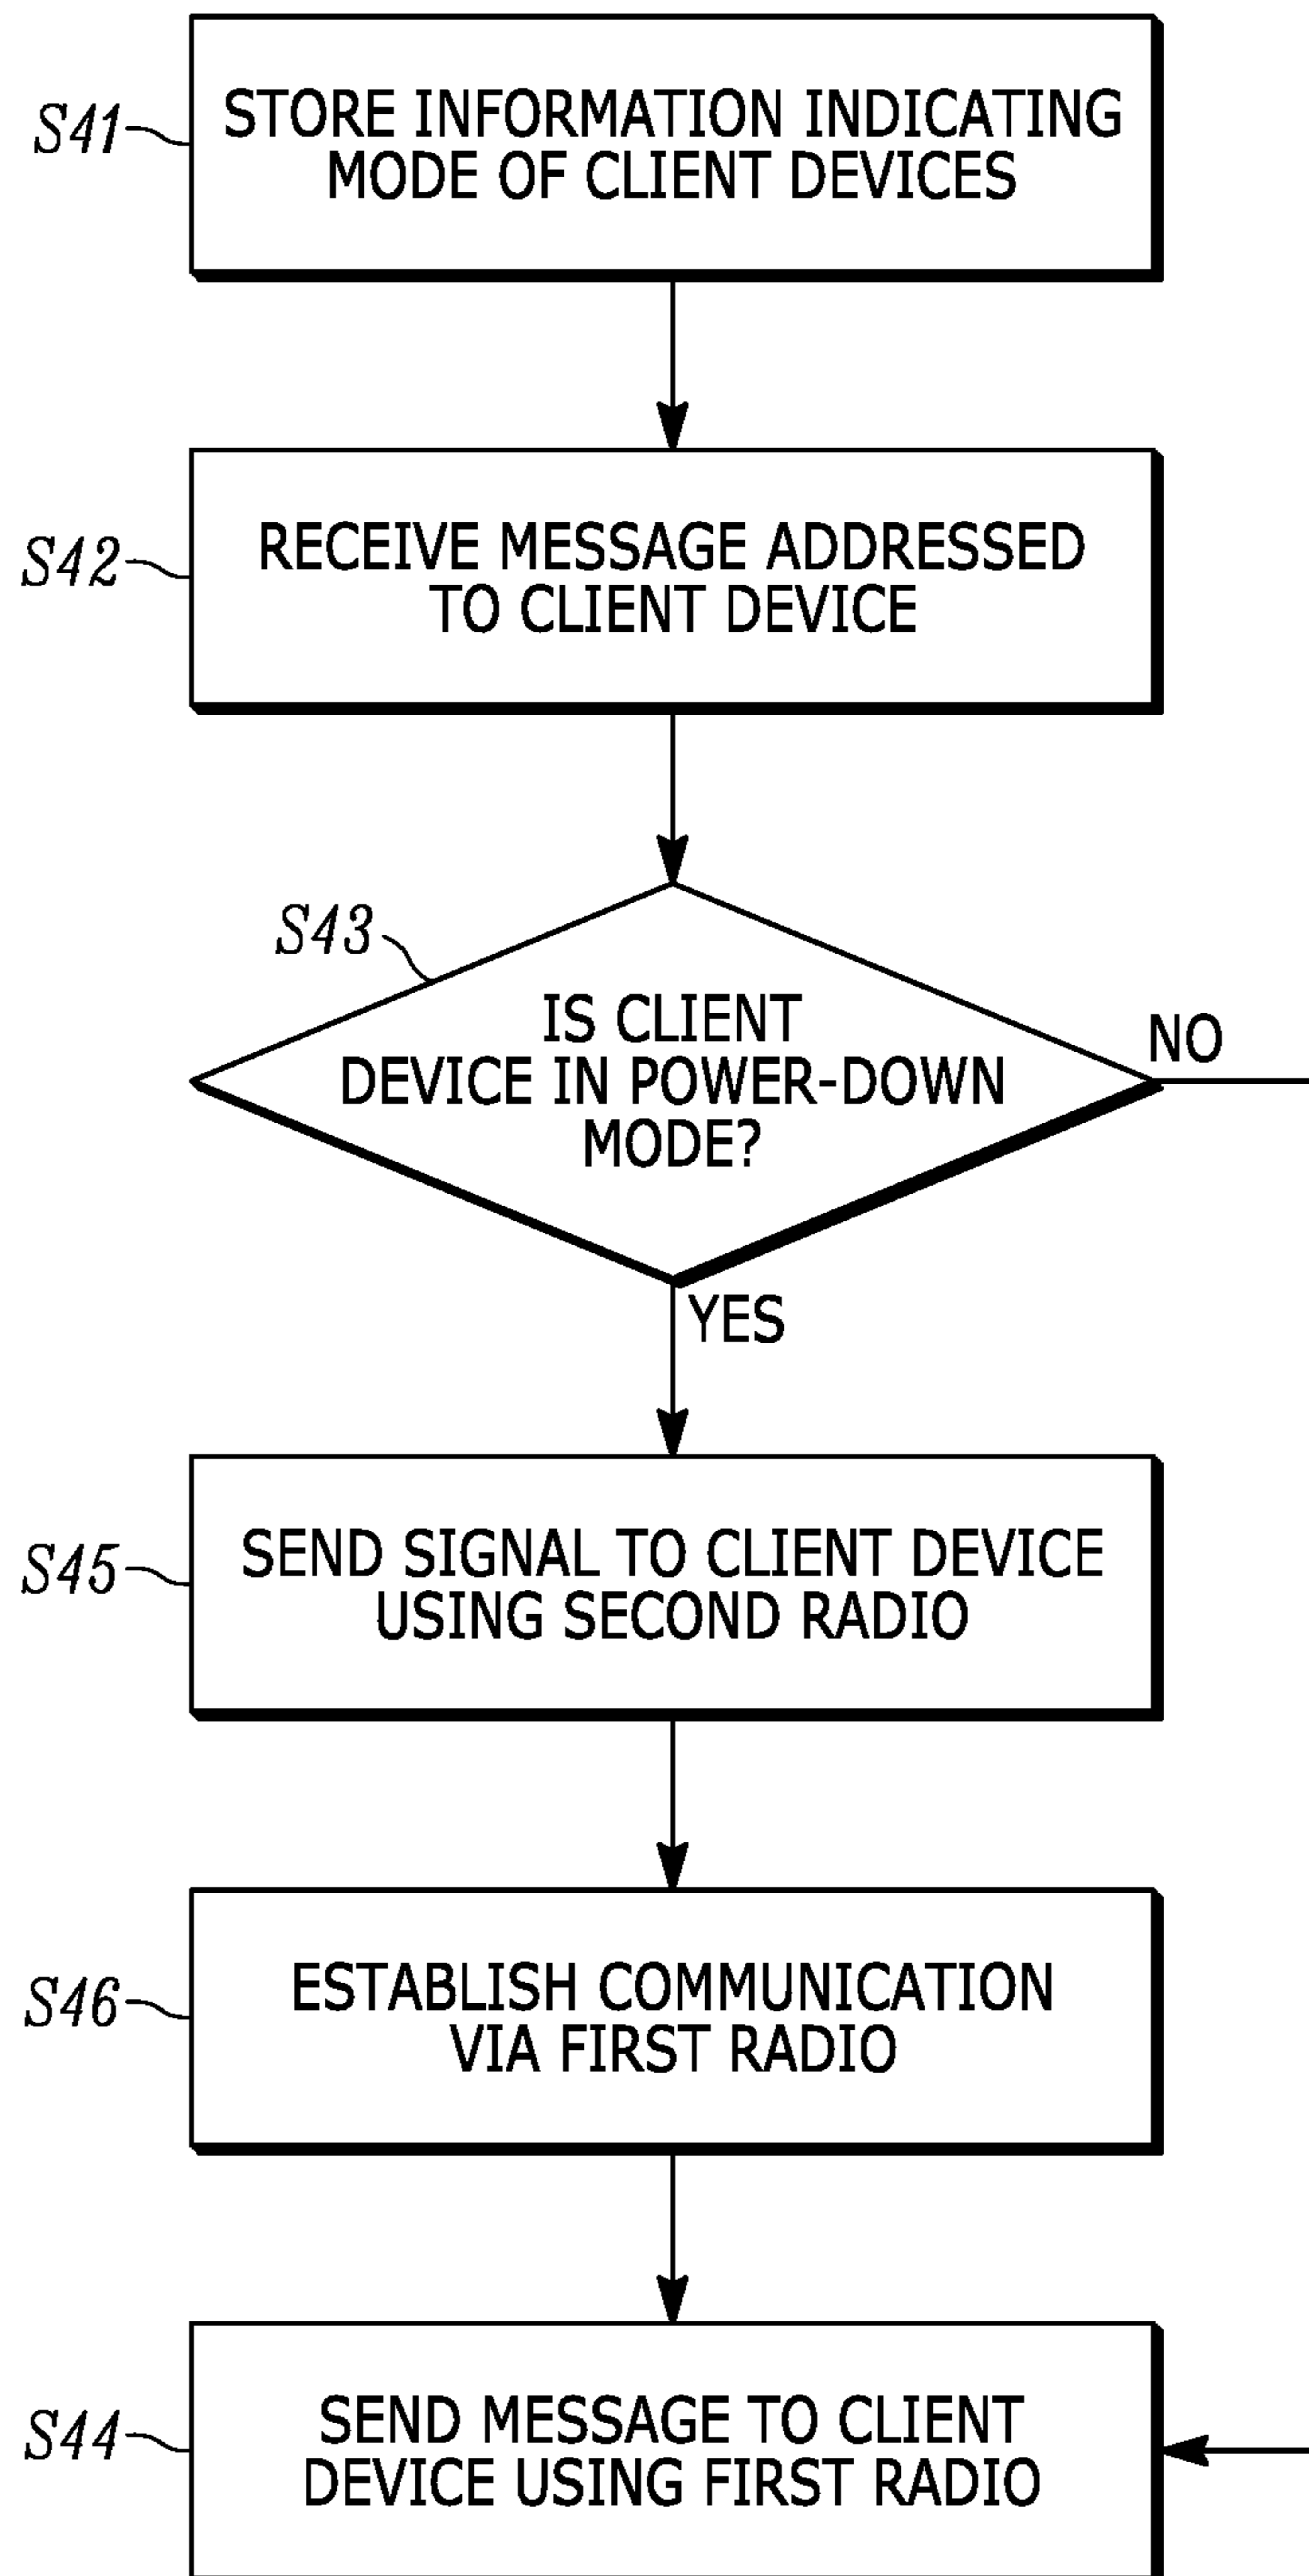 S41
STORE INFORMATION INDICATING
MODE OF CLIENT DEVICES
S42
RECEIVE MESSAGE ADDRESSED
TO CLIENT DEVICE
S43
IS CLIENT
DEVICE IN POWER-DOWN
MODE?
NO
YES
S45
SEND SIGNAL TO CLIENT DEVICE
USING SECOND RADIO
S46
ESTABLISH COMMUNICATION
VIA FIRST RADIO
S44
SEND MESSAGE TO CLIENT
DEVICE USING FIRST RADIO